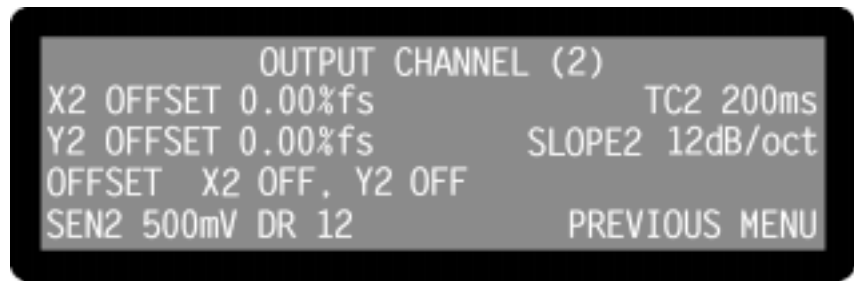 OUTPUT CHANNEL (2)
X2 OFFSET 0.00%fs TC2 200ms
Y2 OFFSET 0.00%fs SLOPE2 12dB/oct
OFFSET X2 OFF, Y2 OFF
SEN2 500mV DR 12 PREVIOUS MENU